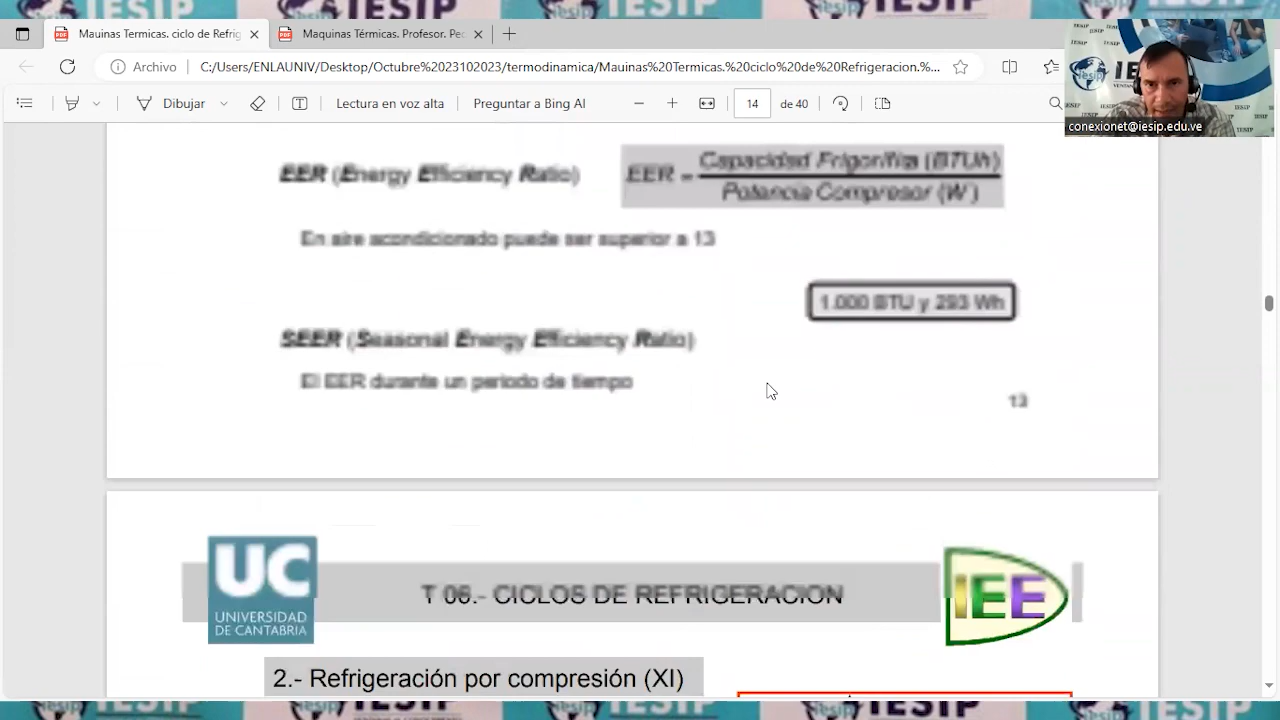 IESIP
Mauinas Termicas. ciclo de Refrig
Maquinas Térmicas. Profesor. Pe
Archivo
C:/Users/ENLAUNIV/Desktop/Octubre%2023102023/termodinamica/Mauinas%20Termicas.%20ciclo%20de%20Refrigeracion.%...
Dibujar
Lectura en voz alta
Preguntar a Bing AI
14
de 40
conexionet@iesip.edu.ve
EER (Energy Efficiency Ratio)
EER = Capacidad Frigorífica (BTUh)
Potencia Compresor (W)
En aire acondicionado puede ser superior a 13
1.000 BTU y 293 Wh
SEER (Seasonal Energy Efficiency Ratio)
El EER durante un periodo de tiempo
13
UC
UNIVERSIDAD
DE CANTABRIA
T 06.- CICLOS DE REFRIGERACION
IEE
2.- Refrigeración por compresión (XI)